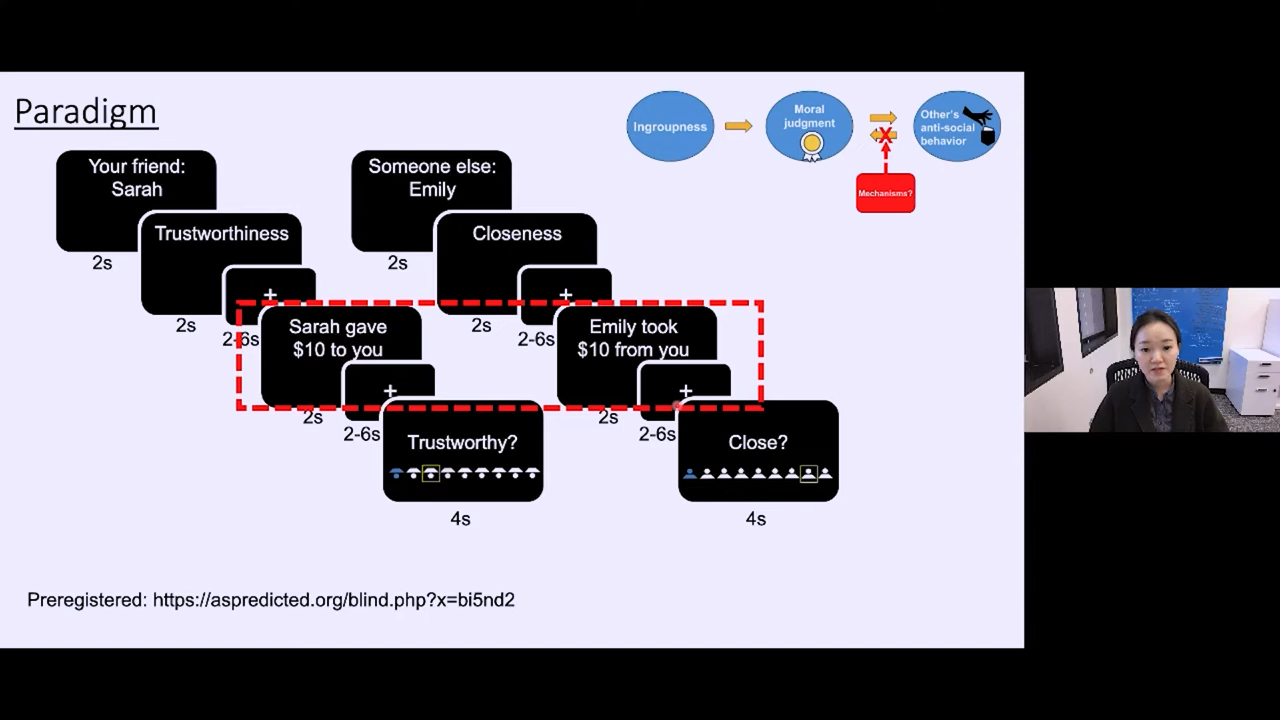 Paradigm
Ingroupness
Moral
judgment
Other's
anti-social
behavior
X
Mechanisms?
Your friend:
Sarah
2s
Trustworthiness
2s
+
2-6s
Sarah gave
$10 to you
2s
+
2-6s
Trustworthy?
4s
Someone else:
Emily
2s
Closeness
2s
+
2-6s
Emily took
$10 from you
2s
+
2-6s
Close?
4s
Preregistered: https://aspredicted.org/blind.php?x=bi5nd2